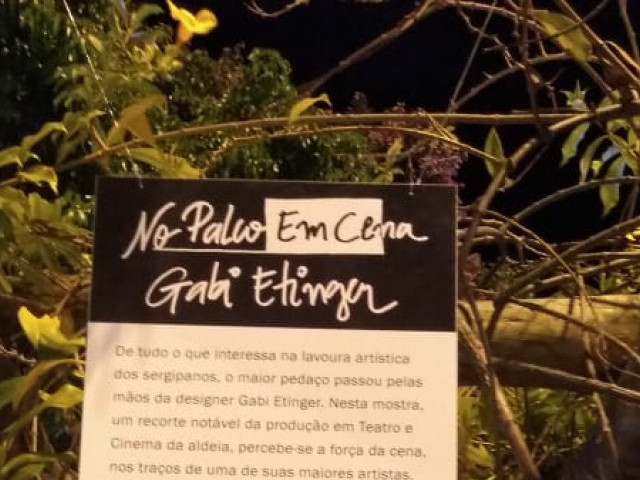 No Palco Em Cena
Gabi Etinger
De tudo o que interessa na lavoura artística
dos sergipanos, o maior pedaço passou pelas
mãos da designer Gabi Etinger. Nesta mostra,
um recorte notável da produção em Teatro e
Cinema da aldeia, percebe-se a força da cena,
nos traços de uma de suas maiores artistas.